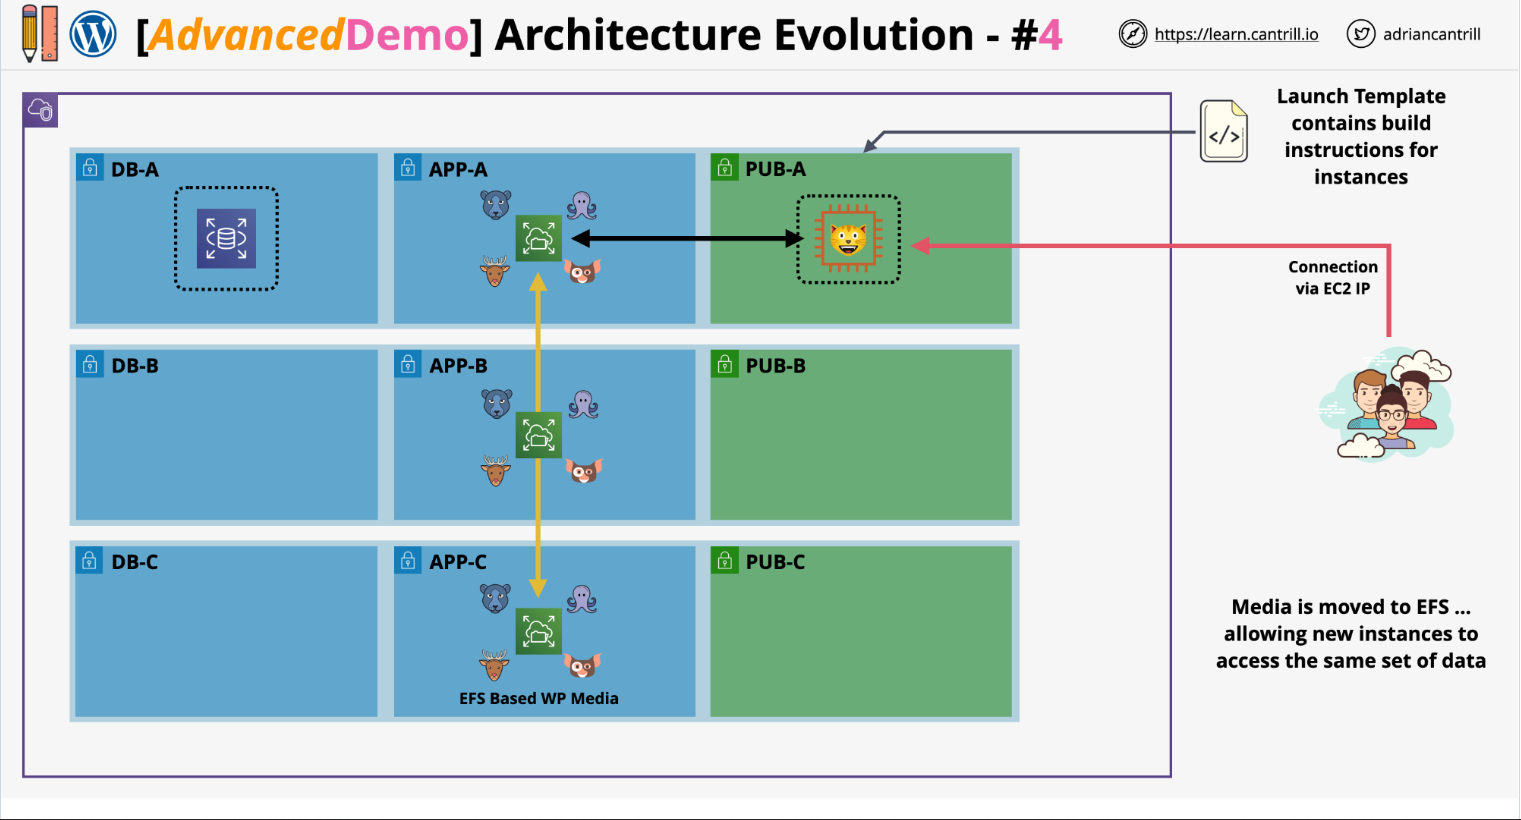 [AdvancedDemo] Architecture Evolution - #4
https://learn.cantrill.io
adriancantrill
Launch Template
contains build
instructions for
instances
</>
DB-A
APP-A
PUB-A
Connection
via EC2 IP
DB-B
APP-B
PUB-B
DB-C
APP-C
PUB-C
EFS Based WP Media
Media is moved to EFS ...
allowing new instances to
access the same set of data